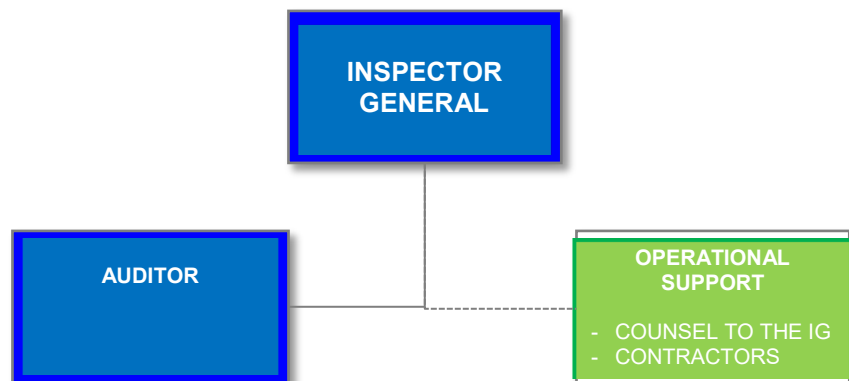 INSPECTOR
GENERAL
AUDITOR
OPERATIONAL
SUPPORT
- COUNSEL TO THE IG
- CONTRACTORS